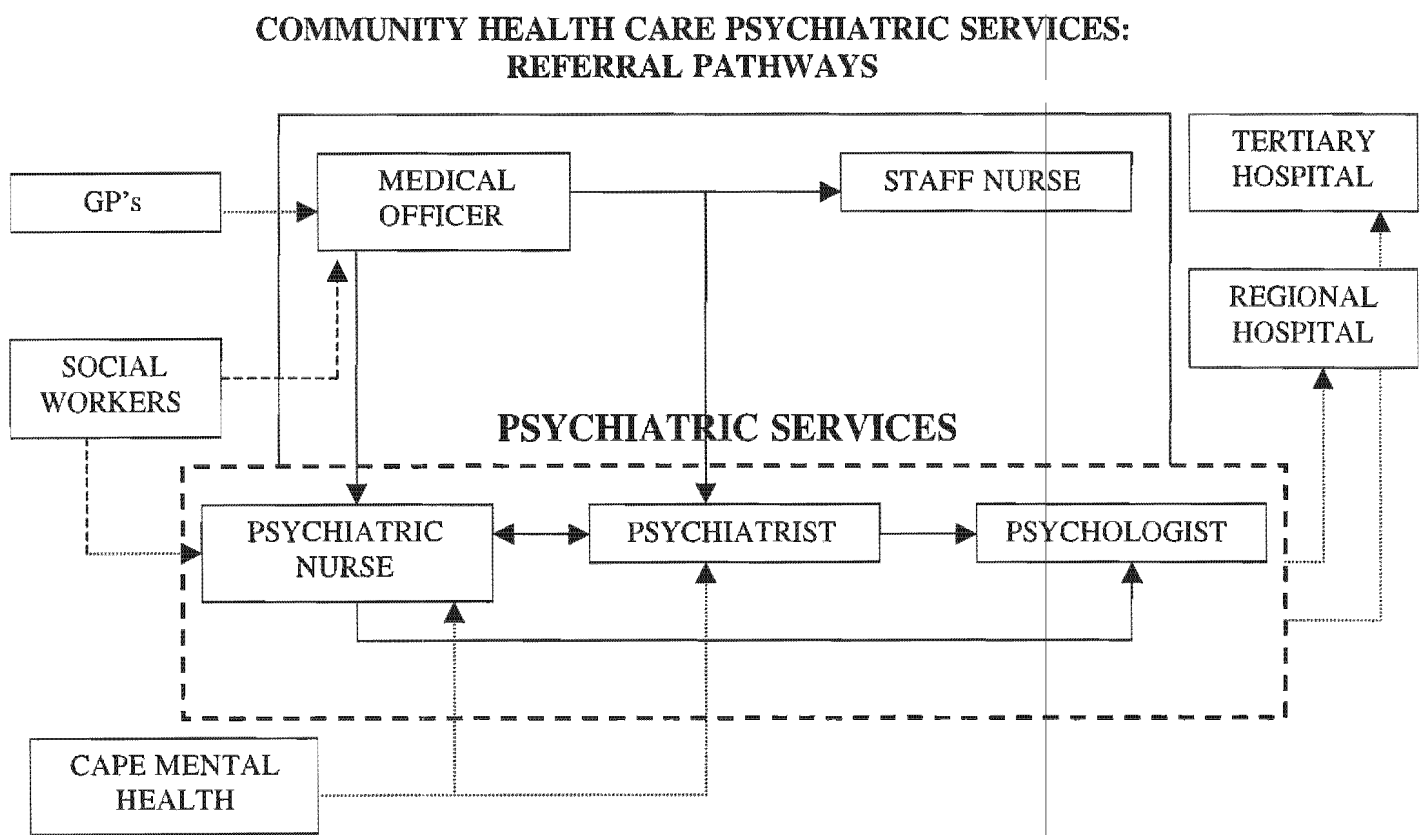 COMMUNITY HEALTH CARE PSYCHIATRIC SERVICES:
REFERRAL PATHWAYS
GP's
MEDICAL
OFFICER
STAFF NURSE
TERTIARY
HOSPITAL
REGIONAL
HOSPITAL
SOCIAL
WORKERS
PSYCHIATRIC SERVICES
PSYCHIATRIC
NURSE
PSYCHIATRIST
PSYCHOLOGIST
CAPE MENTAL
HEALTH